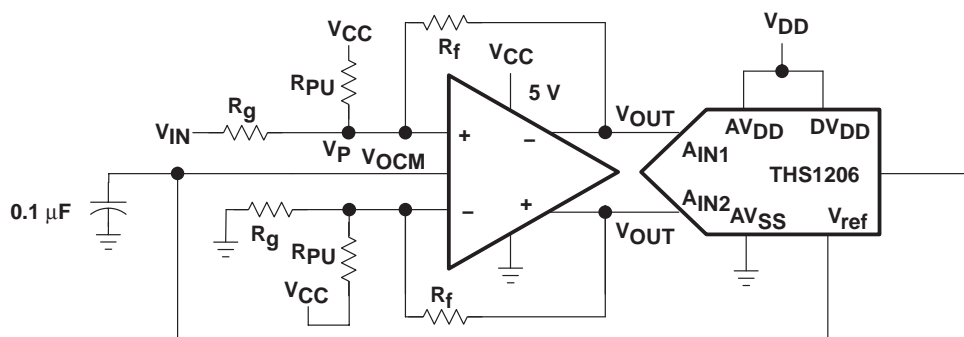 VCC
Rf
VDD
RPU
VCC
5 V
Rg
VIN
VOUT
AVDD DVDD
+
–
VP
VOCM
AIN1
THS1206
0.1 µF
AIN2
–
+
Rg
RPU
VOUT
AVSS Vref
VCC
Rf